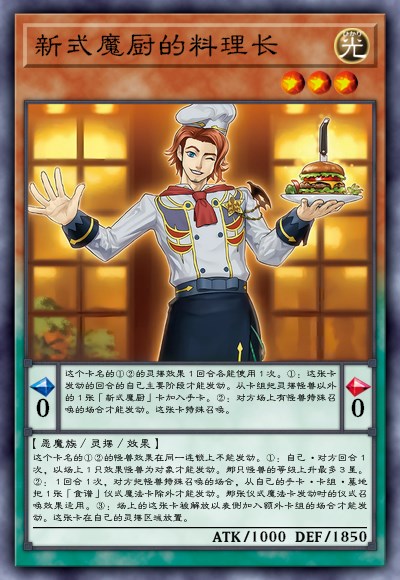 新式魔厨的料理长
ひかり
光
这个卡名的①②的灵摆效果1回合各能使用1次。①：这张卡
发动的回合的自己主要阶段才能发动。从卡组把灵摆怪兽以外
的1张「新式魔厨」卡加入手卡。②：对方场上有怪兽特殊召
唤的场合才能发动。这张卡特殊召唤。
0
0
【恶魔族／灵摆／效果】
这个卡名的①②的怪兽效果在同一连锁上不能发动。①：自己·对方回合1
次，以场上1只效果怪兽为对象才能发动。那只怪兽的等级上升最多3星。
②：1回合1次，对方把怪兽特殊召唤的场合，从自己的手卡·卡组·墓地
把1张「食谱」仪式魔法卡除外才能发动。那张仪式魔法卡发动时的仪式召
唤效果适用。③：场上的这张卡被解放以表侧加入额外卡组的场合才能发
动。这张卡在自己的灵摆区域放置。
ATK/1000 DEF/1850